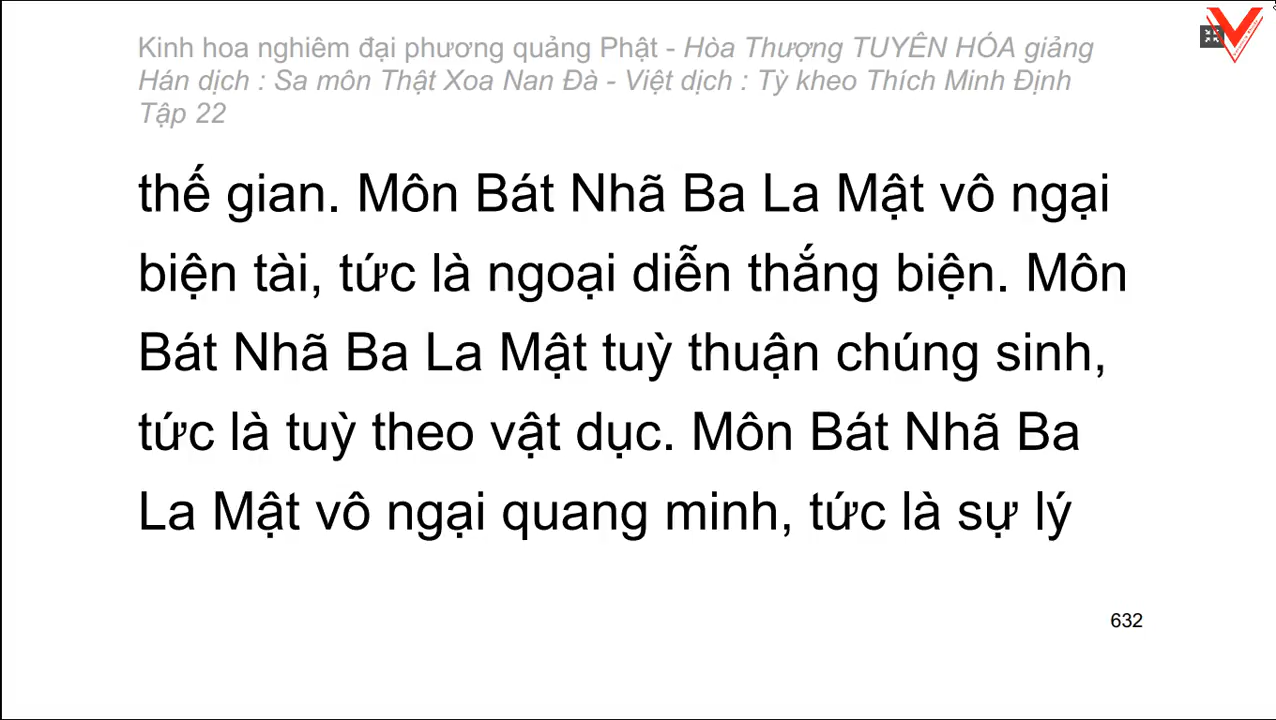 Kinh hoa nghiêm đại phương quảng Phật - Hòa Thượng TUYÊN HÓA giảng
Hán dịch : Sa môn Thật Xoa Nan Đà - Việt dịch : Tỳ kheo Thích Minh Định
Tập 22
thế gian. Môn Bát Nhã Ba La Mật vô ngại
biện tài, tức là ngoại diễn thắng biện. Môn
Bát Nhã Ba La Mật tuỳ thuận chúng sinh,
tức là tuỳ theo vật dục. Môn Bát Nhã Ba
La Mật vô ngại quang minh, tức là sự lý
632